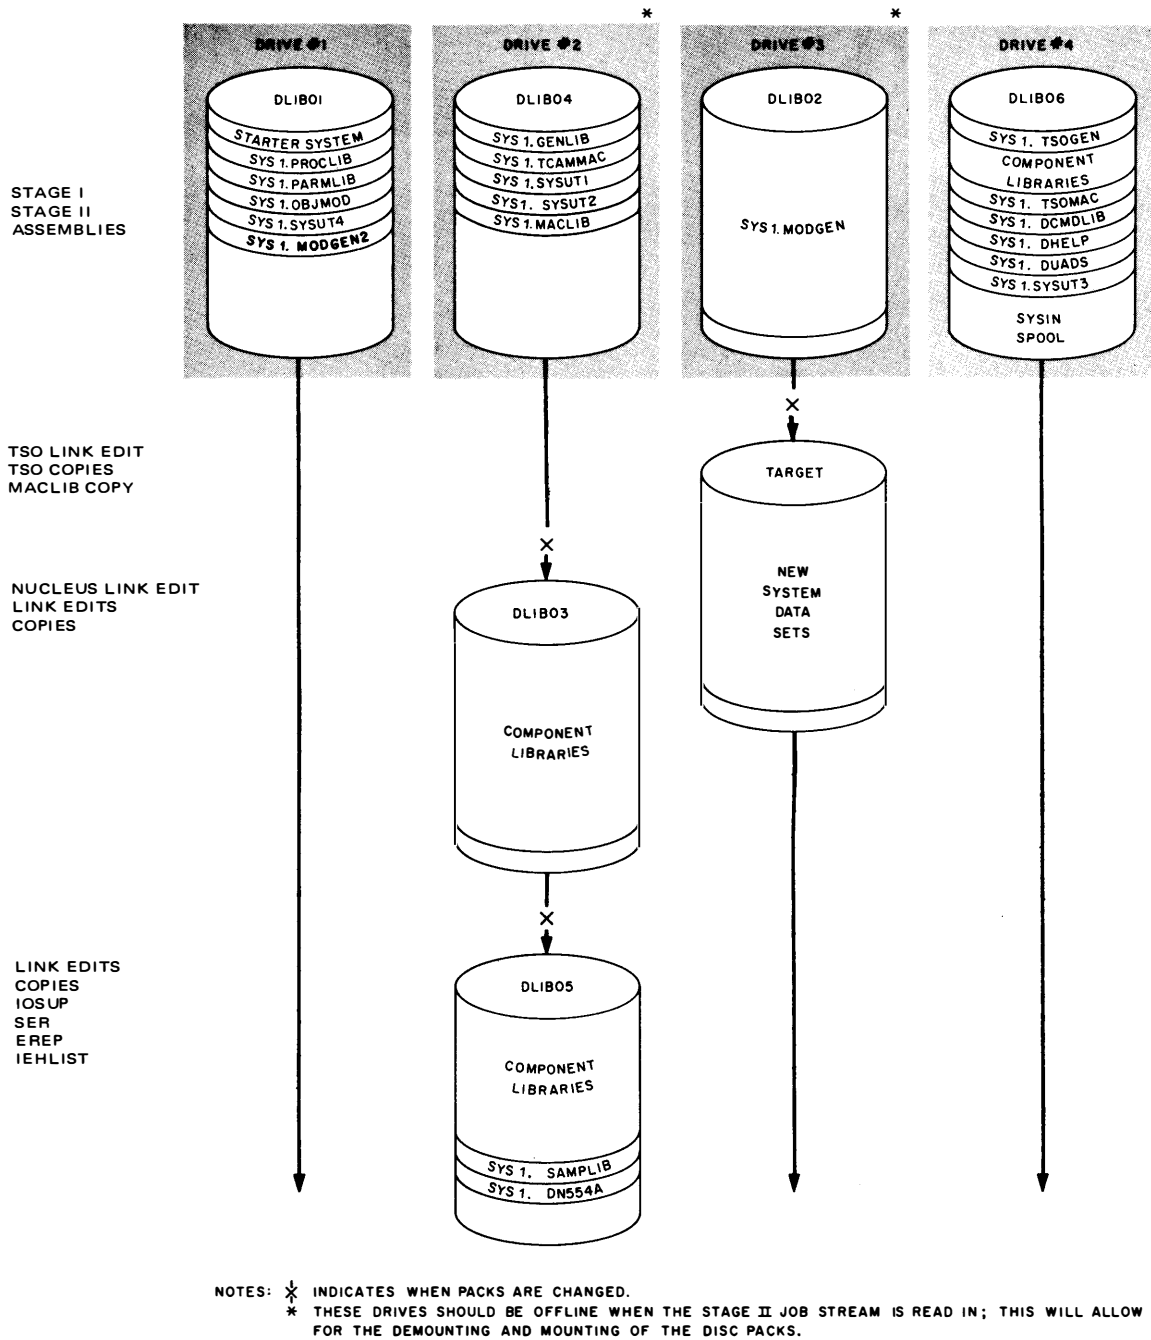 *
*
DRIVE #1
DRIVE #2
DRIVE #3
DRIVE #4
DLIB01
STARTER SYSTEM
SYS 1. PROCLIB
SYS 1. PARMLIB
SYS 1. OBJMOD
SYS 1. SYSUT4
SYS 1. MODGEN2
DLIB04
SYS 1. GENLIB
SYS 1. TCAMMAC
SYS 1. SYSUT1
SYS 1. SYSUT2
SYS 1. MACLIB
DLIB02
SYS 1. MODGEN
DLIB06
SYS 1. TSOGEN
COMPONENT
LIBRARIES
SYS 1. TSOMAC
SYS 1. DCMDLIB
SYS 1. DHELP
SYS 1. DUADS
SYS 1. SYSUT3
SYSIN
SPOOL
STAGE I
STAGE II
ASSEMBLIES
TSO LINK EDIT
TSO COPIES
MACLIB COPY
TARGET
NEW
SYSTEM
DATA
SETS
NUCLEUS LINK EDIT
LINK EDITS
COPIES
DLIB03
COMPONENT
LIBRARIES
LINK EDITS
COPIES
IOSUP
SER
EREP
IEHLIST
DLIB05
COMPONENT
LIBRARIES
SYS 1. SAMPLIB
SYS 1. DN554A
NOTES: X INDICATES WHEN PACKS ARE CHANGED.
* THESE DRIVES SHOULD BE OFFLINE WHEN THE STAGE II JOB STREAM IS READ IN; THIS WILL ALLOW
FOR THE DEMOUNTING AND MOUNTING OF THE DISC PACKS.